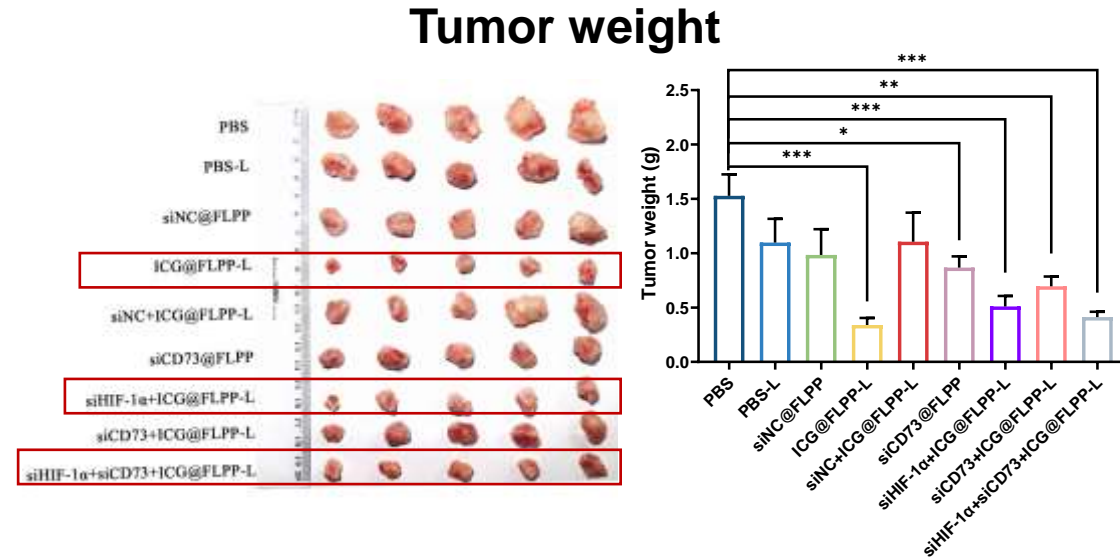 Tumor weight
PBS
PBS-L
siNC@FLPP
ICG@FLPP-L
siNC+ICG@FLPP-L
siCD73@FLPP
siHIF-1α+ICG@FLPP-L
siCD73+ICG@FLPP-L
siHIF-1α+siCD73+ICG@FLPP-L
***
**
***
*
***
Tumor weight (g)
2.5
2.0
1.5
1.0
0.5
0.0
PBS
PBS-L
siNC@FLPP
ICG@FLPP-L
siNC+ICG@FLPP-L
siCD73@FLPP
siHIF-1α+ICG@FLPP-L
siCD73+ICG@FLPP-L
siHIF-1α+siCD73+ICG@FLPP-L